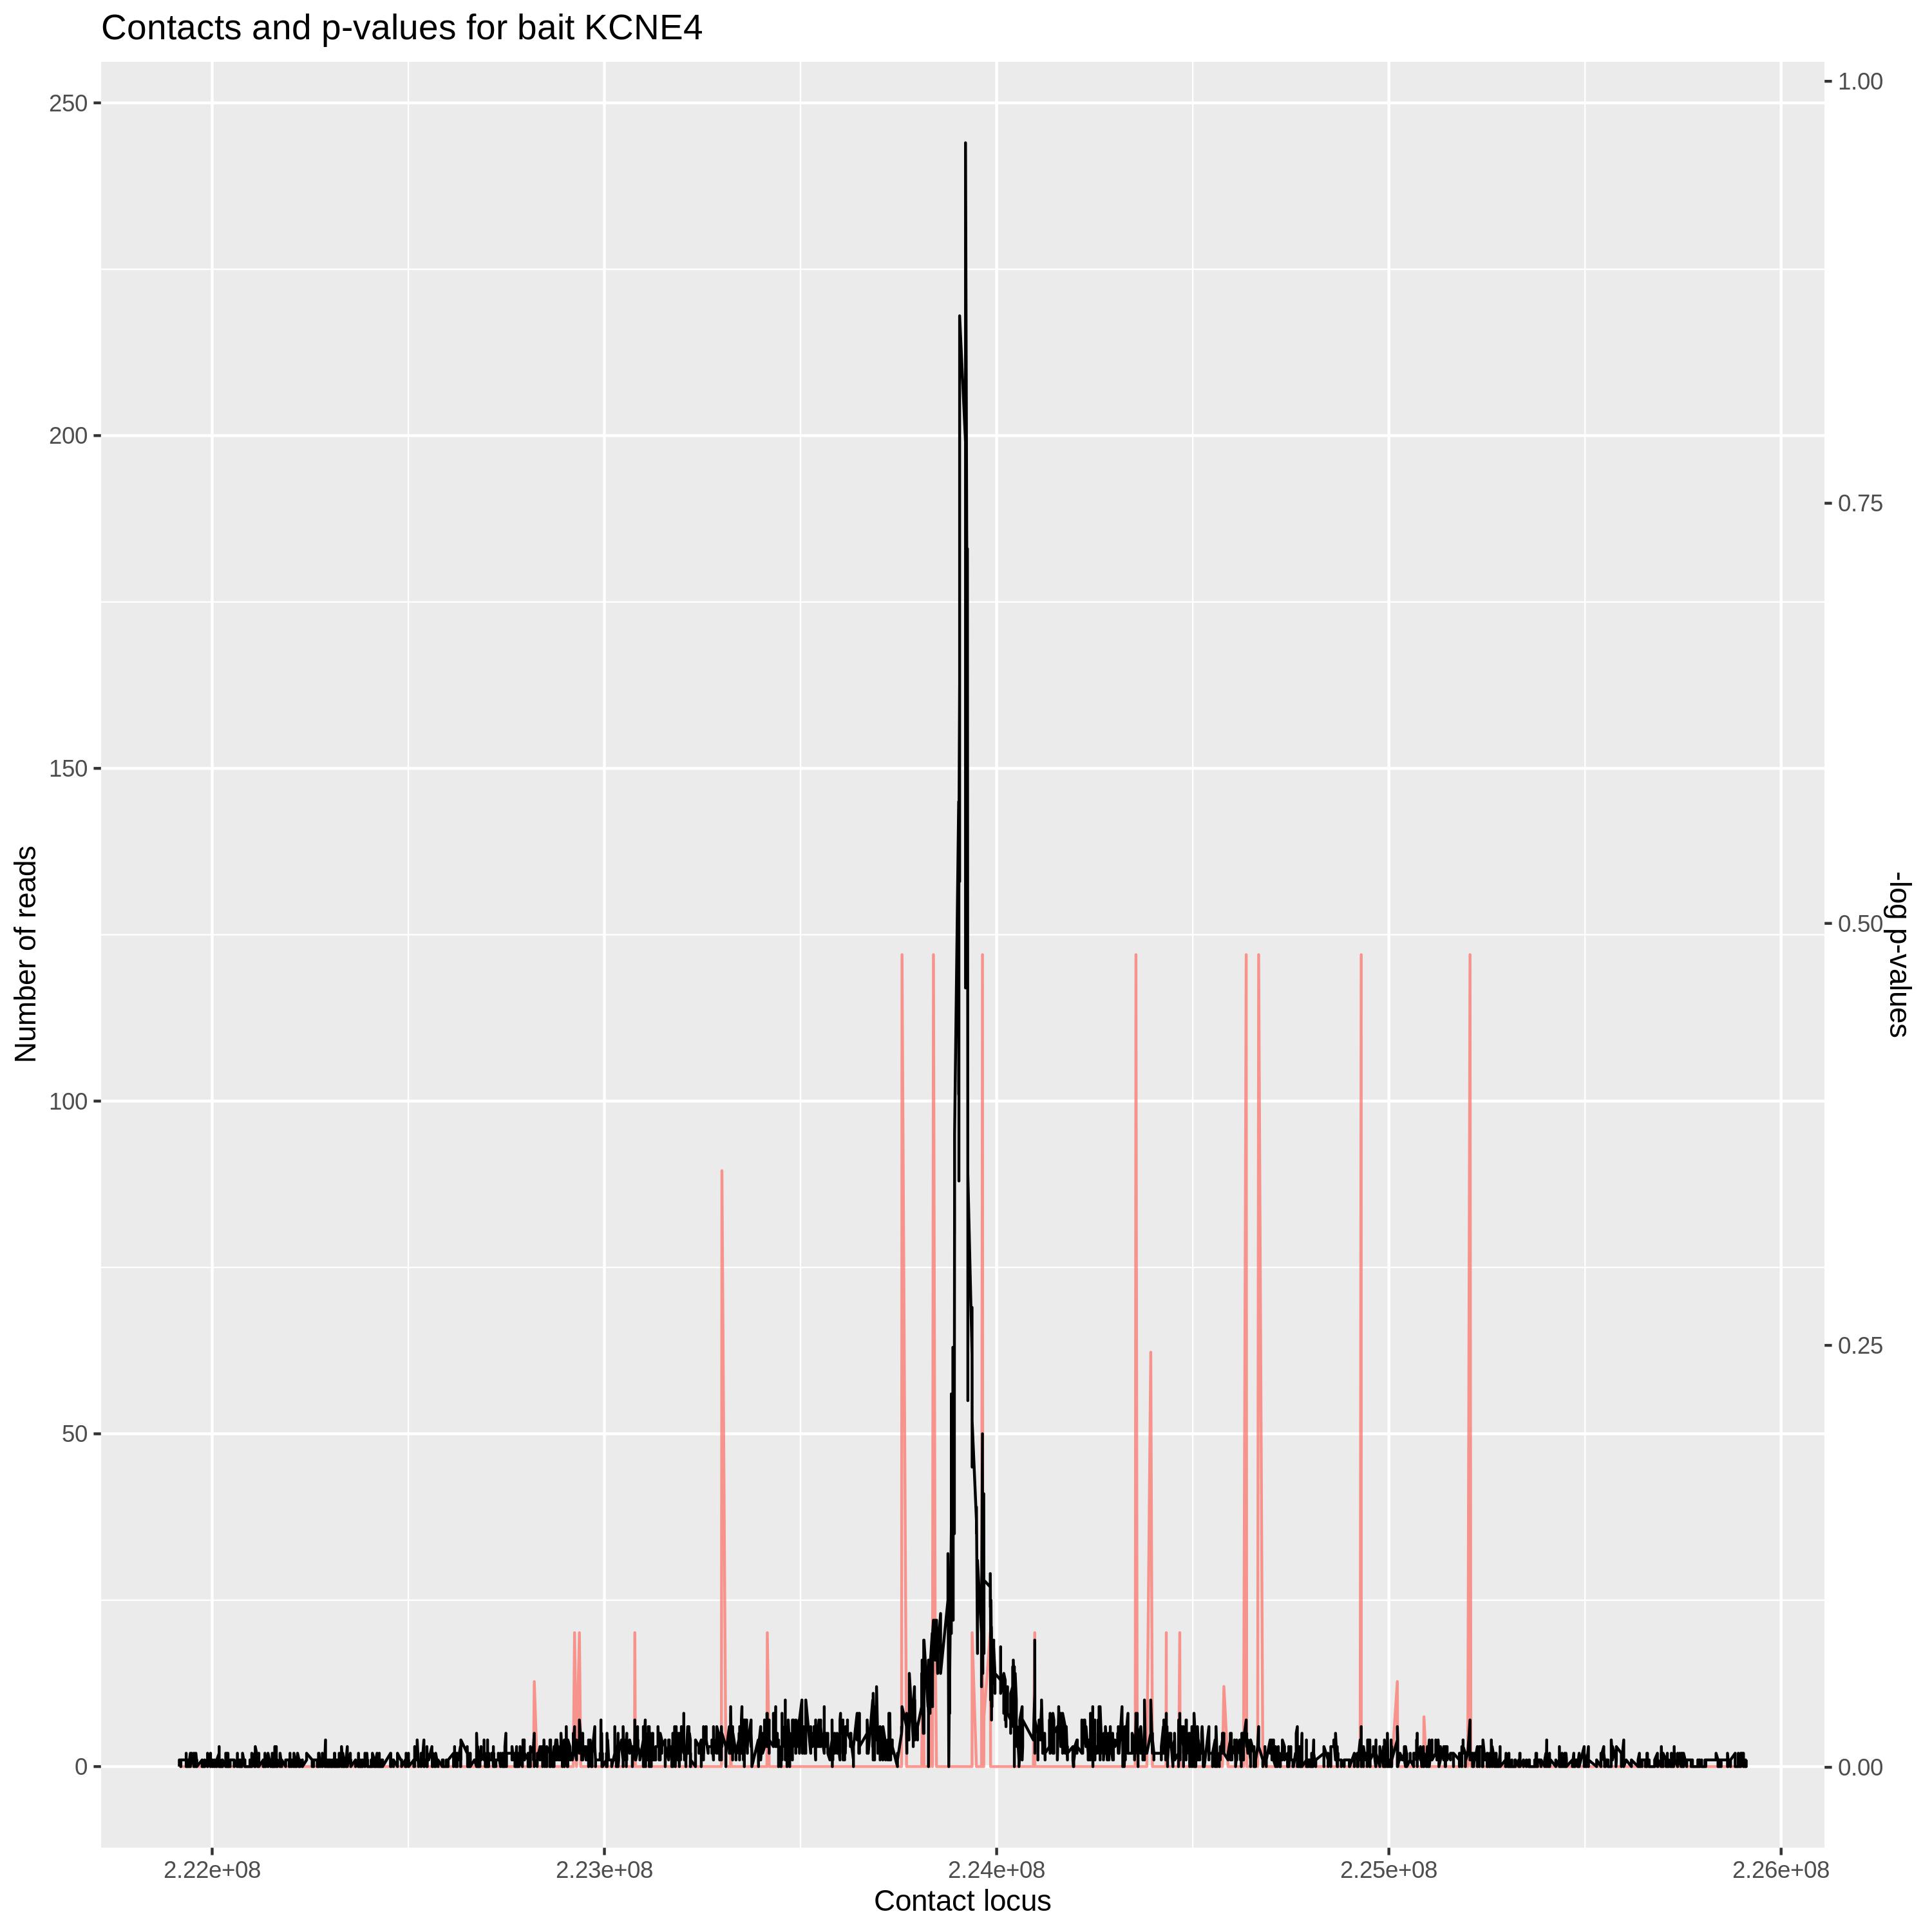 Contacts and p-values for bait KCNE4
250
200
150
100
50
0
Number of reads
1.00
0.75
0.50
0.25
0.00
-log p-values
2.22e+08
2.23e+08
2.24e+08
2.25e+08
2.26e+08
Contact locus